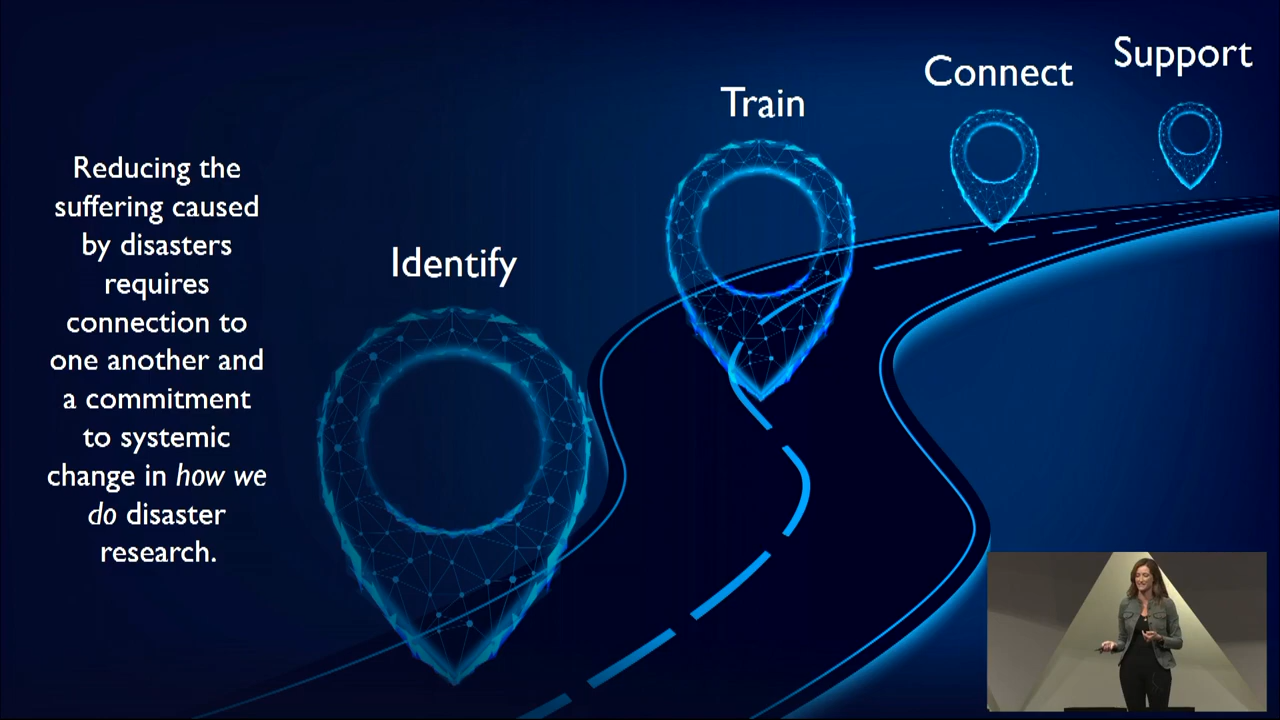 Reducing the
suffering caused
by disasters
requires
connection to
one another and
a commitment
to systemic
change in how we
do disaster
research.
Identify
Train
Connect
Support